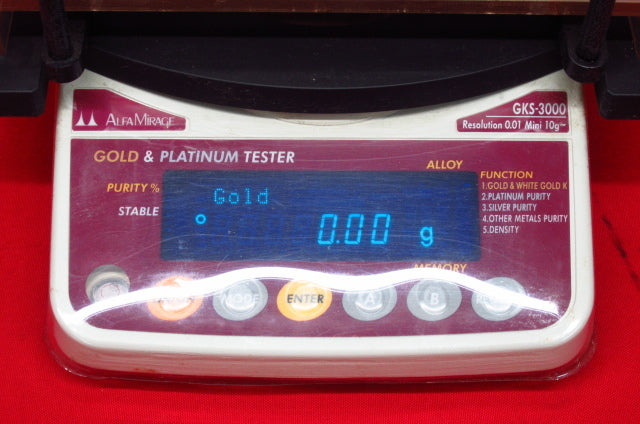 ALFA MIRAGE
GKS-3000
Resolution 0.01 Mini 10g~
GOLD & PLATINUM TESTER
ALLOY
FUNCTION
PURITY %
1.GOLD & WHITE GOLD K
2.PLATINUM PURITY
3.SILVER PURITY
4.OTHER METALS PURITY
5.DENSITY
STABLE
Gold
0.00 g
MEMORY
MODE
ENTER
A
B